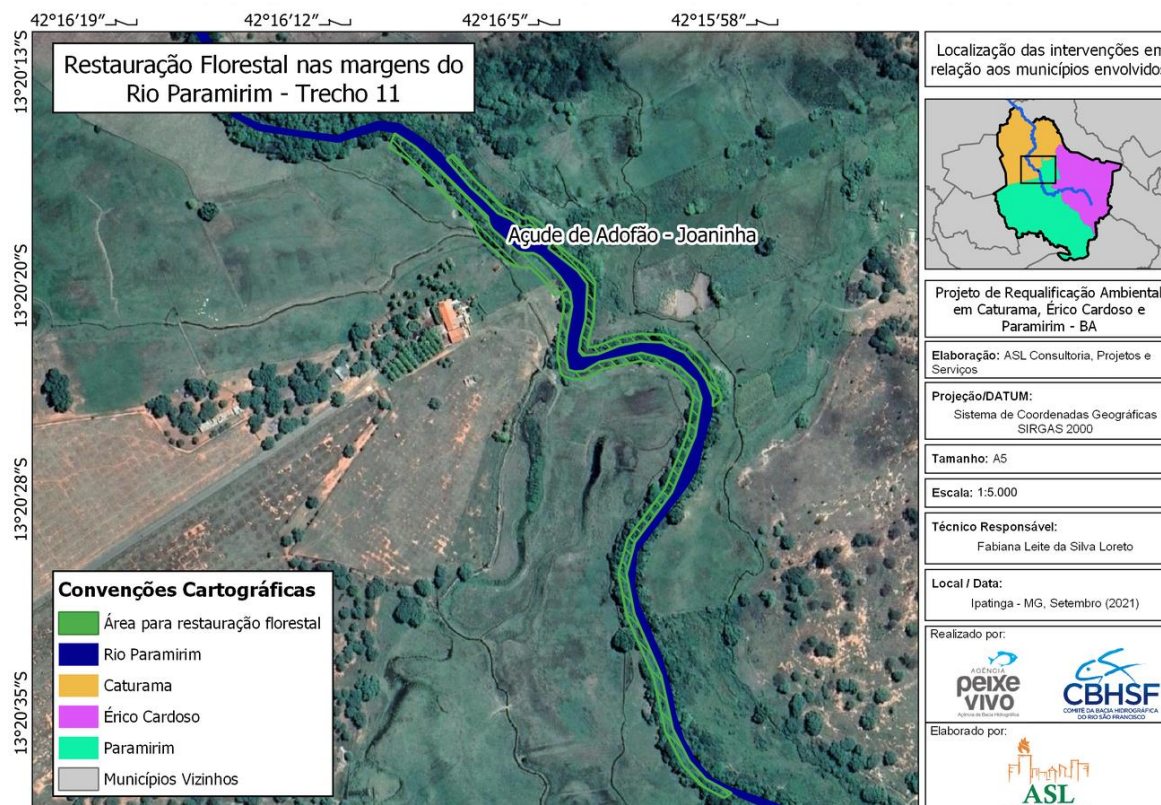 42°16'19"
42°16'12"
42°16'5"
42°15'58"
13°20'13"S
13°20'20"S
13°20'28"S
13°20'35"S
Restauração Florestal nas margens do
Rio Paramirim - Trecho 11
Açude de Adofão - Joaninha
Convenções Cartográficas
Área para restauração florestal
Rio Paramirim
Caturama
Érico Cardoso
Paramirim
Municípios Vizinhos
Localização das intervenções em
relação aos municípios envolvidos
Projeto de Requalificação Ambiental
em Caturama, Érico Cardoso e
Paramirim - BA
Elaboração: ASL Consultoria, Projetos e
Serviços
Projeção/DATUM:
Sistema de Coordenadas Geográficas
SIRGAS 2000
Tamanho: A5
Escala: 1:5.000
Técnico Responsável:
Fabiana Leite da Silva Loreto
Local / Data:
Ipatinga - MG, Setembro (2021)
Realizado por:
AGÊNCIA
peixe
vivo
Agência de Bacia Hidrográfica
CBHSF
COMITÊ DA BACIA HIDROGRÁFICA
DO RIO SÃO FRANCISCO
Elaborado por:
ASL